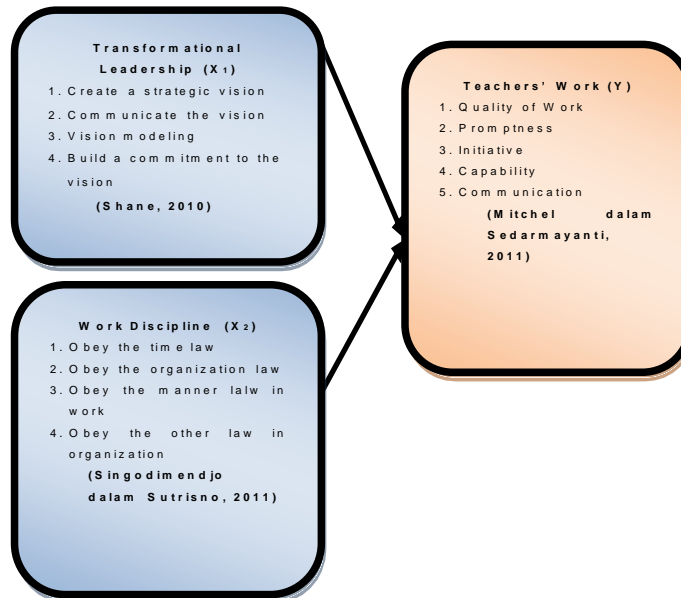 Transformational
Leadership (X1)
1. Create a strategic vision
2. Communicate the vision
3. Vision modeling
4. Build a commitment to the
vision
(Shane, 2010)
Work Discipline (X2)
1. Obey the time law
2. Obey the organization law
3. Obey the manner lalw in
work
4. Obey the other law in
organization
(Singodimendjo
dalam Sutrisno, 2011)
Teachers' Work (Y)
1. Quality of Work
2. Promptness
3. Initiative
4. Capability
5. Communication
(Mitchel dalam
Sedarmayanti,
2011)